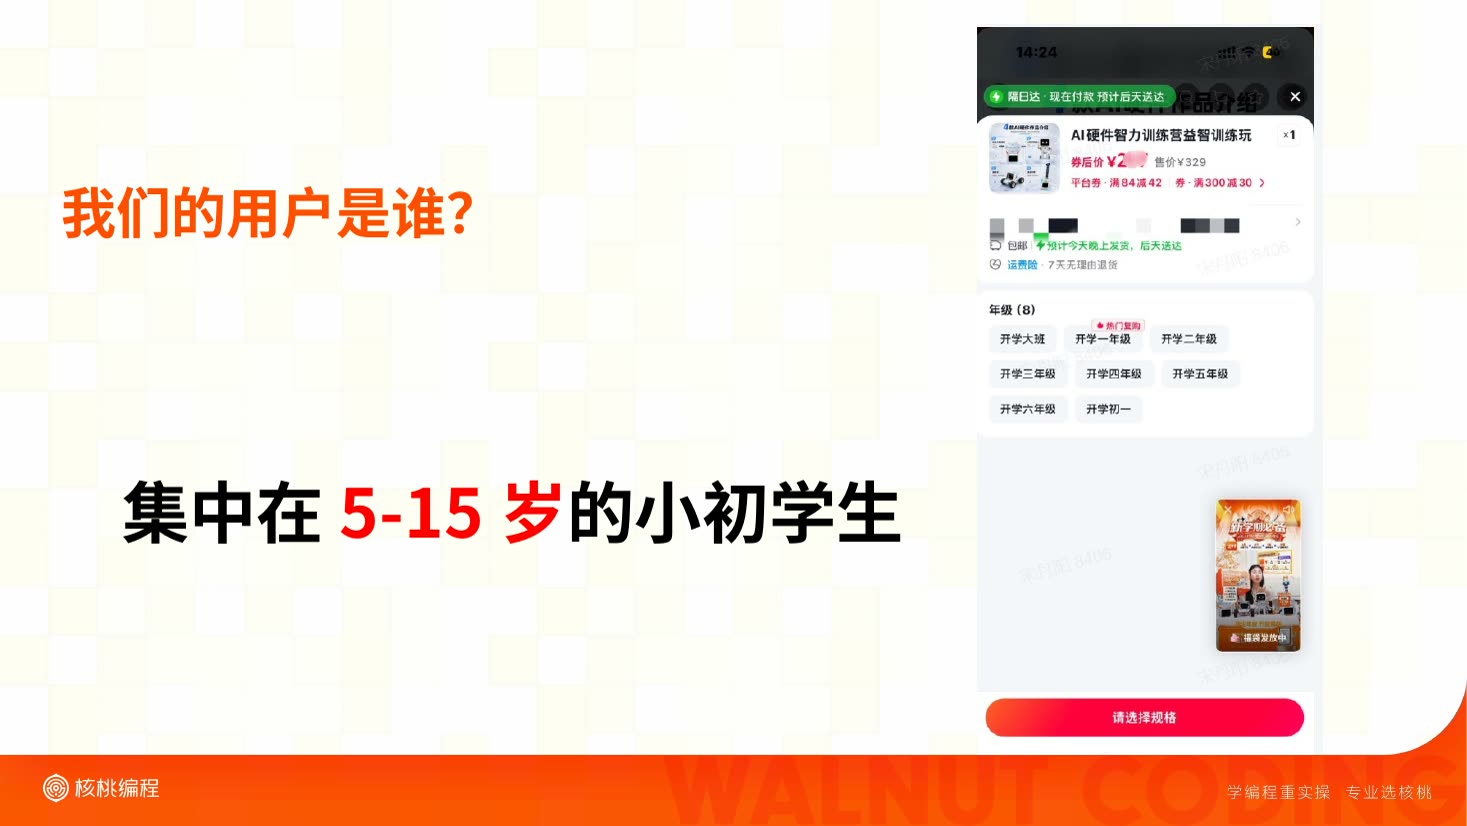 我们的用户是谁？
集中在 5-15 岁的小初学生
14:24
隔日达 · 现在付款 预计后天送达
AI硬件智力训练营益智训练玩
x1
券后价 ¥2
售价¥329
平台券 · 满84减42
券 · 满300减30
包邮
预计今天晚上发货，后天送达
运费险 · 7天无理由退货
年级 (8)
热门复购
开学大班
开学一年级
开学二年级
开学三年级
开学四年级
开学五年级
开学六年级
开学初一
新学期必备
福袋发放中
请选择规格
核桃编程
WALNUT CODING
学编程重实操 专业选核桃